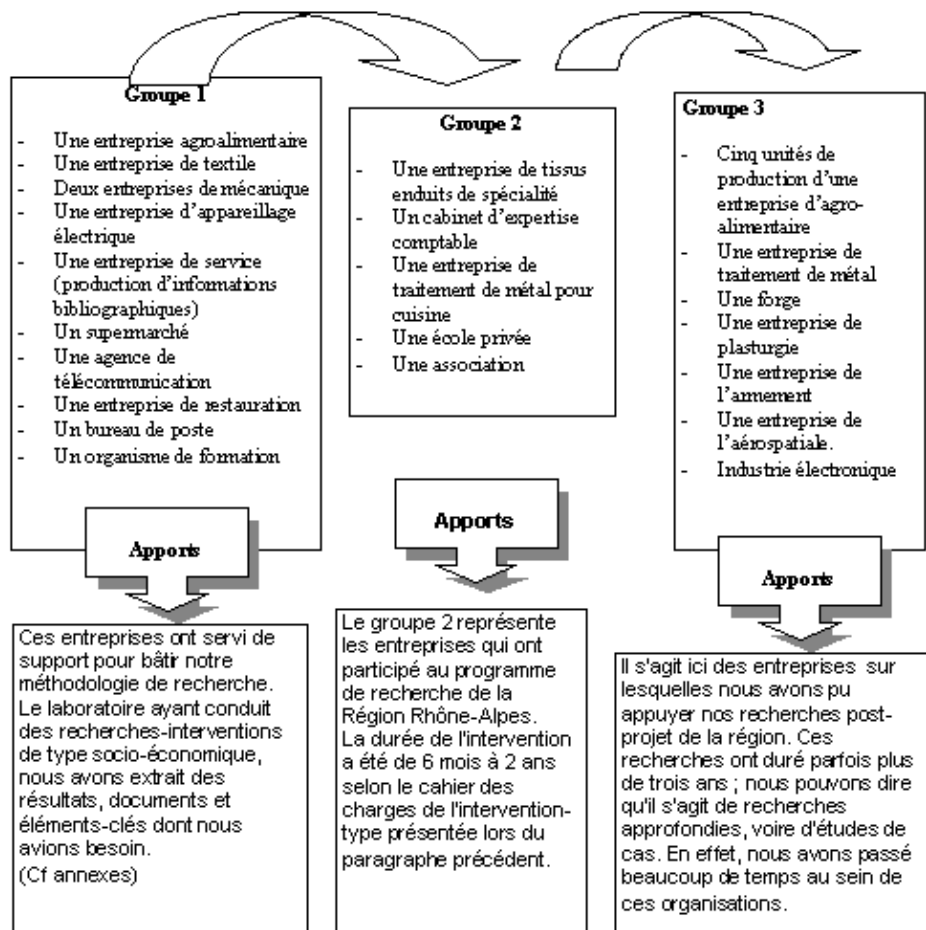 Groupe 1
- Une entreprise agroalimentaire
- Une entreprise de textile
- Deux entreprises de mécanique
- Une entreprise d'appareillage
électrique
- Une entreprise de service
(production d'informations
bibliographiques)
- Un supermarché
- Une agence de
télécommunication
- Une entreprise de restauration
- Un bureau de poste
- Un organisme de formation
Apports
Ces entreprises ont servi de
support pour bâtir notre
méthodologie de recherche.
Le laboratoire ayant conduit
des recherches-interventions
de type socio-économique,
nous avons extrait des
résultats, documents et
éléments-clés dont nous
avions besoin.
(Cf annexes)
Groupe 2
- Une entreprise de tissus
enduits de spécialité
- Un cabinet d'expertise
comptable
- Une entreprise de
traitement de métal pour
cuisine
- Une école privée
- Une association
Apports
Le groupe 2 représente
les entreprises qui ont
participé au programme
de recherche de la
Région Rhône-Alpes.
La durée de l'intervention
a été de 6 mois à 2 ans
selon le cahier des
charges de l'intervention-
type présentée lors du
paragraphe précédent.
Groupe 3
- Cinq unités de
production d'une
entreprise d'agro-
alimentaire
- Une entreprise de
traitement de métal
- Une forge
- Une entreprise de
plasturgie
- Une entreprise de
l'armement
- Une entreprise de
l'aérospatiale.
- Industrie électronique
Apports
Il s'agit ici des entreprises sur
lesquelles nous avons pu
appuyer nos recherches post-
projet de la région. Ces
recherches ont duré parfois plus
de trois ans ; nous pouvons dire
qu'il s'agit de recherches
approfondies, voire d'études de
cas. En effet, nous avons passé
beaucoup de temps au sein de
ces organisations.